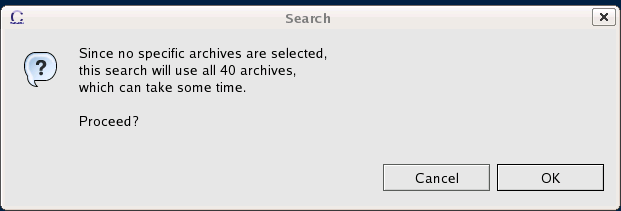 Search
Since no specific archives are selected,
this search will use all 40 archives,
which can take some time.
Proceed?
Cancel
OK